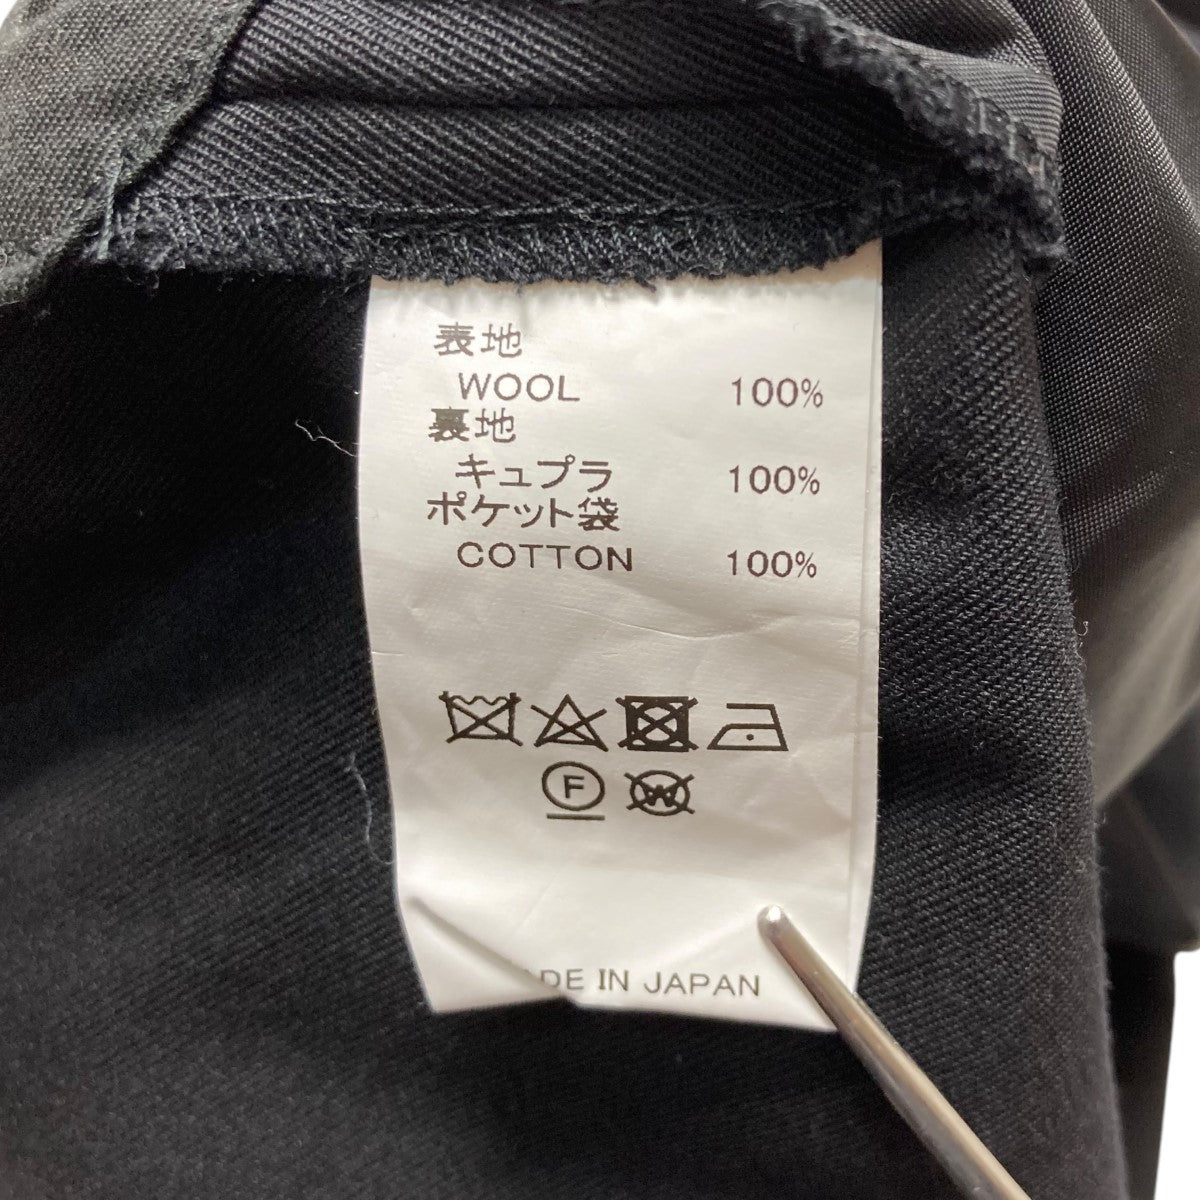 表地
WOOL 100%
裏地
キュプラ 100%
ポケット袋
COTTON 100%
F
W
MADE IN JAPAN